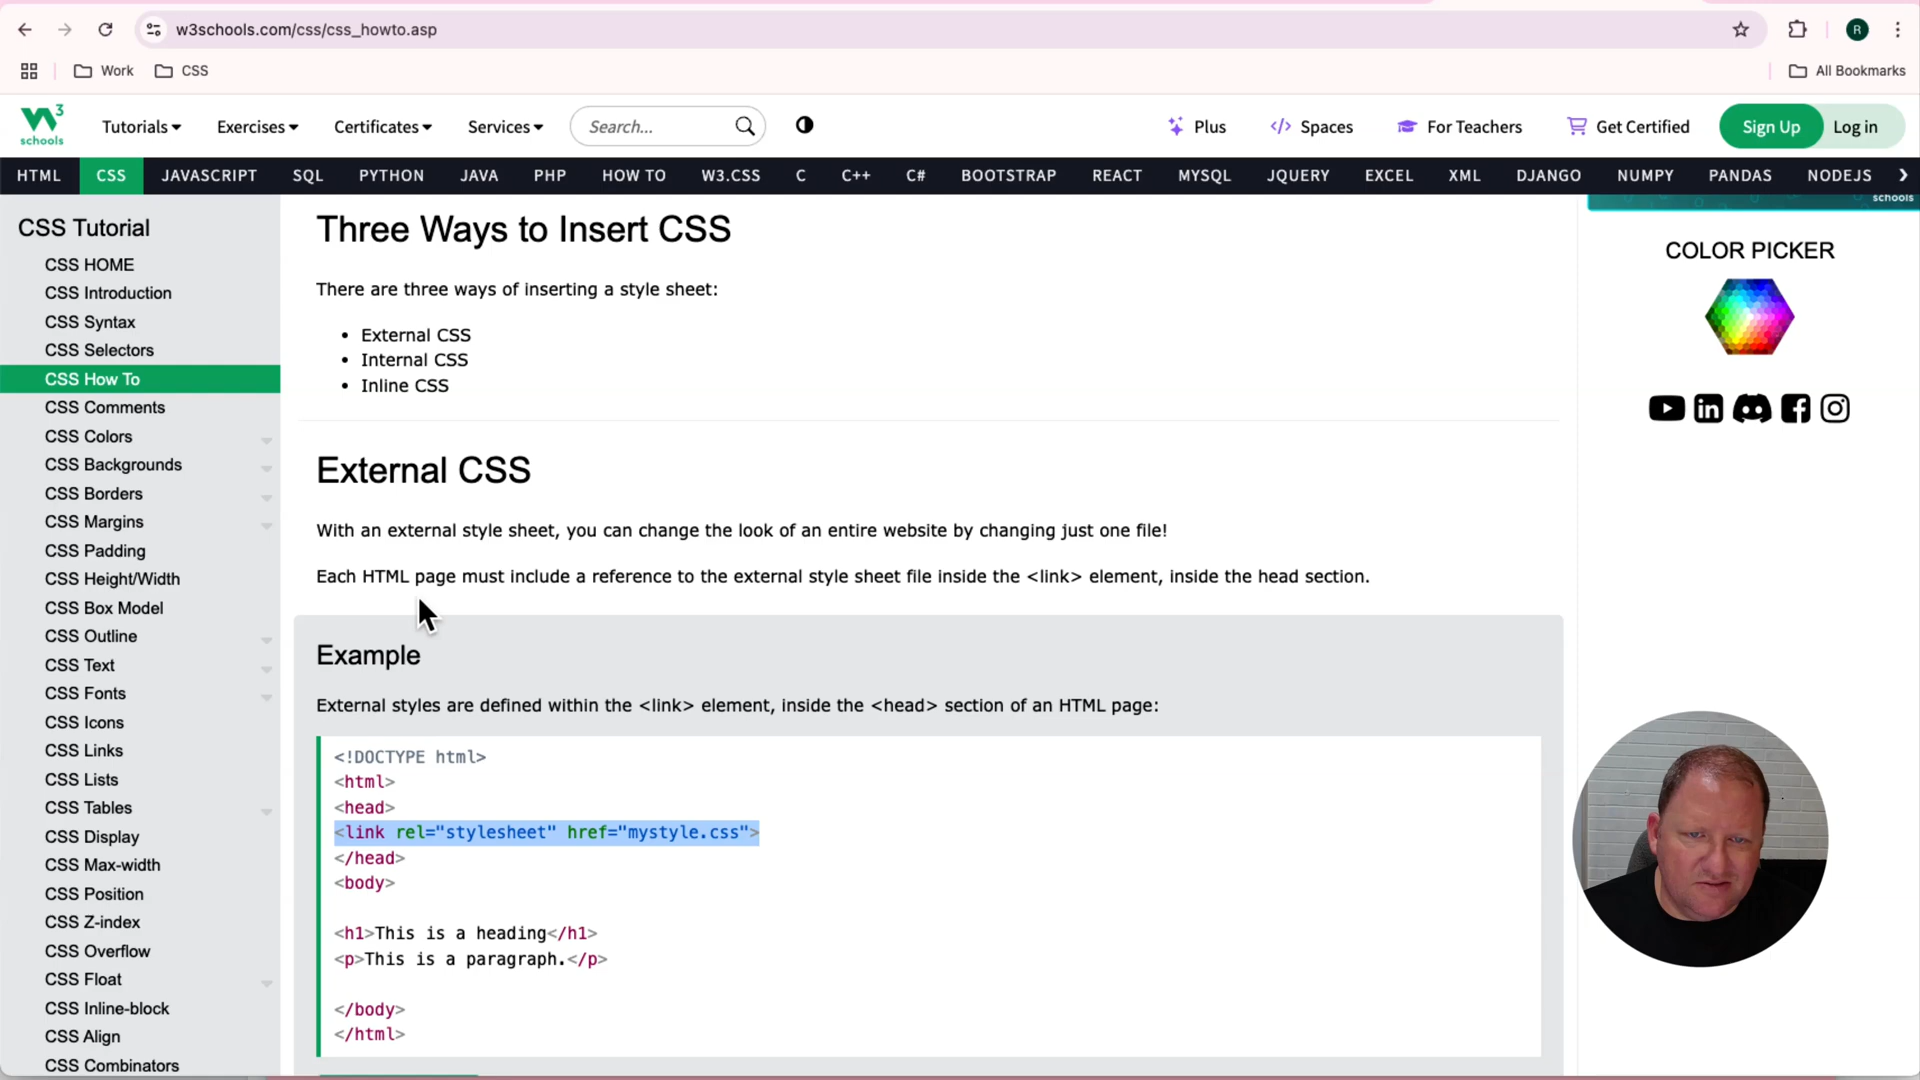 w3schools.com/css/css_howto.asp
R
Work
CSS
All Bookmarks
W3 schools
Tutorials
Exercises
Certificates
Services
Search...
Plus
Spaces
For Teachers
Get Certified
Sign Up
Log in
HTML
CSS
JAVASCRIPT
SQL
PYTHON
JAVA
PHP
HOW TO
W3.CSS
C
C++
C#
BOOTSTRAP
REACT
MYSQL
JQUERY
EXCEL
XML
DJANGO
NUMPY
PANDAS
NODEJS
CSS Tutorial
CSS HOME
CSS Introduction
CSS Syntax
CSS Selectors
CSS How To
CSS Comments
CSS Colors
CSS Backgrounds
CSS Borders
CSS Margins
CSS Padding
CSS Height/Width
CSS Box Model
CSS Outline
CSS Text
CSS Fonts
CSS Icons
CSS Links
CSS Lists
CSS Tables
CSS Display
CSS Max-width
CSS Position
CSS Z-index
CSS Overflow
CSS Float
CSS Inline-block
CSS Align
CSS Combinators
Three Ways to Insert CSS
There are three ways of inserting a style sheet:
• External CSS
• Internal CSS
• Inline CSS
External CSS
With an external style sheet, you can change the look of an entire website by changing just one file!
Each HTML page must include a reference to the external style sheet file inside the <link> element, inside the head section.
Example
External styles are defined within the <link> element, inside the <head> section of an HTML page:
<!DOCTYPE html>
<html>
<head>
<link rel="stylesheet" href="mystyle.css">
</head>
<body>
<h1>This is a heading</h1>
<p>This is a paragraph.</p>
</body>
</html>
schools
COLOR PICKER
in